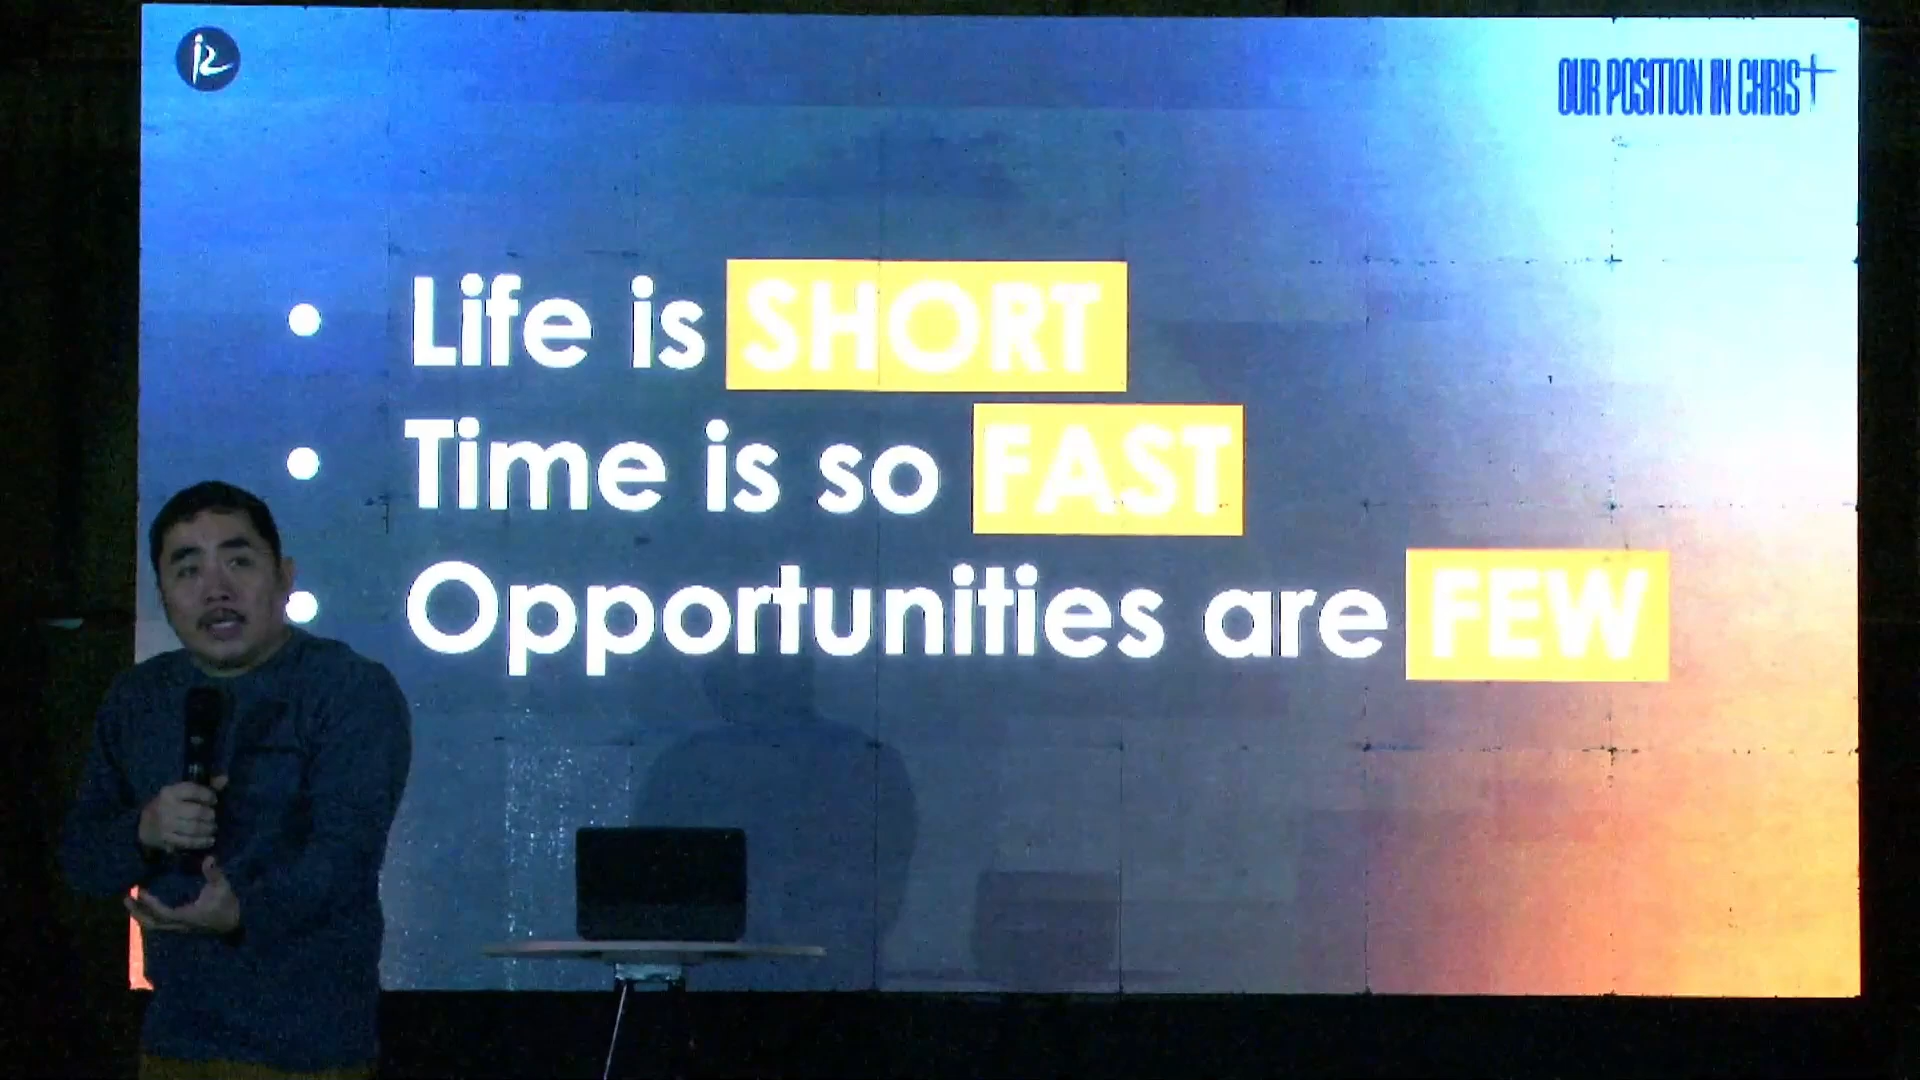 OUR POSITION IN CHRIST
• Life is SHORT
• Time is so FAST
• Opportunities are FEW